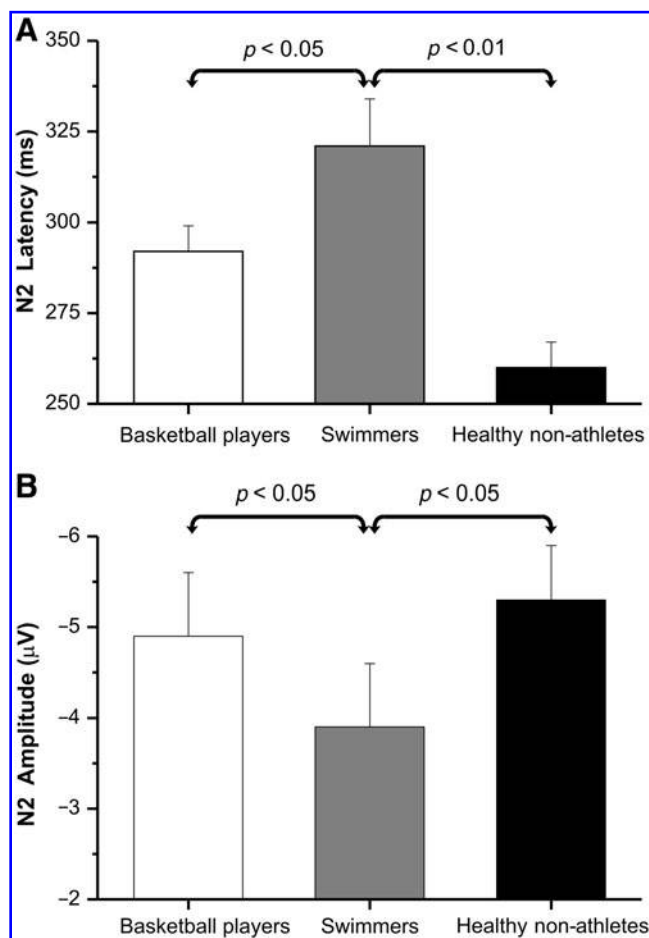 A
350
p < 0.05
p < 0.01
325
300
275
250
N2 Latency (ms)
Basketball players Swimmers Healthy non-athletes
B
p < 0.05
p < 0.05
−6
−5
−4
−3
−2
N2 Amplitude (μV)
Basketball players Swimmers Healthy non-athletes